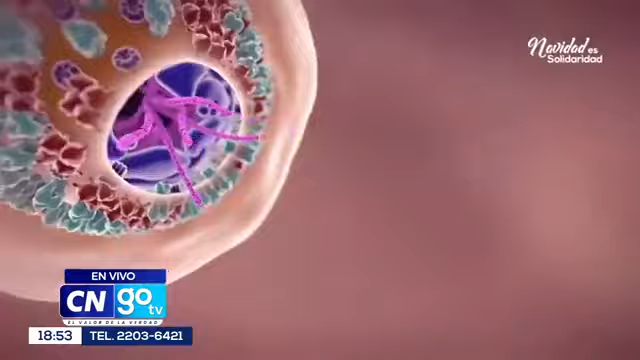 Navidad es
Solidaridad
EN VIVO
CN go
tv
EL VALOR DE LA VERDAD
18:53 TEL. 2203-6421